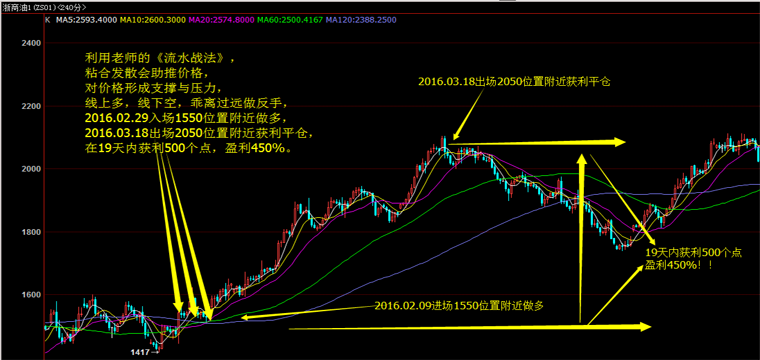 浙商油1(ZS01)<240分>
K MA5:2593.4000 MA10:2600.3000 MA20:2574.8000 MA60:2500.4167 MA120:2388.2500
2400
利用老师的《流水战法》，
粘合发散会助推价格，
对价格形成支撑与压力，
线上多，线下空，乖离过远做反手，
2016.02.29入场1550位置附近做多，
2016.03.18出场2050位置附近获利平仓，
在19天内获利500个点，盈利450%。
2016.03.18出场2050位置附近获利平仓
2200
2000
1800
19天内获利500个点
盈利450%！！
1600
2016.02.09进场1550位置附近做多
1417